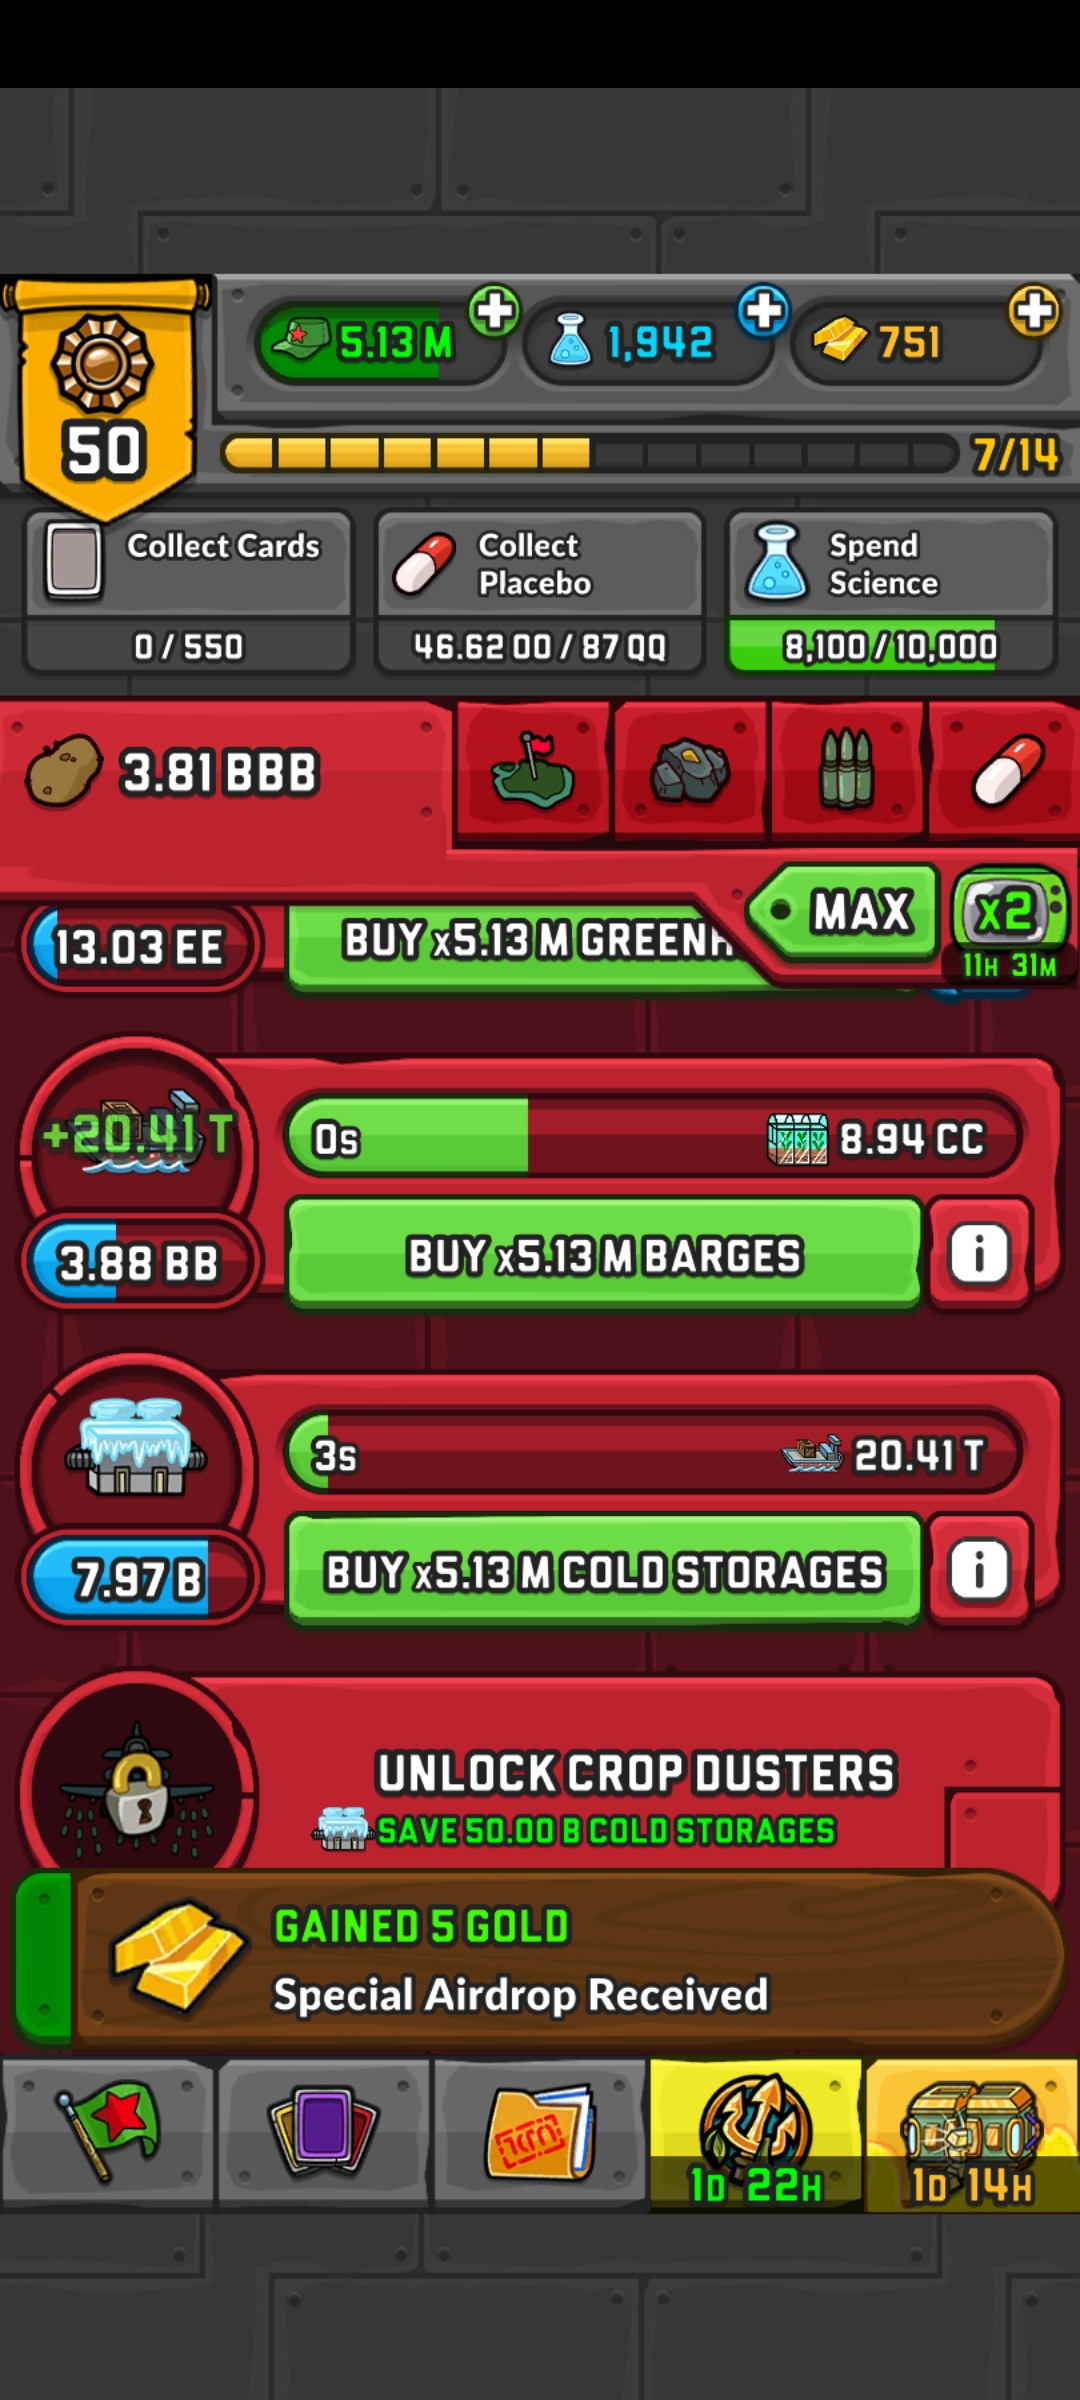 5.13 M
1,942
751
50
7/14
Collect Cards
0 / 550
Collect
Placebo
46.62 OO / 87 QQ
Spend
Science
8,100 / 10,000
3.81 BBB
MAX
x2
11H 31M
13.03 EE
BUY x5.13 M GREENH
+20.41 T
0s
8.94 CC
3.88 BB
BUY x5.13 M BARGES
i
3s
20.41 T
7.97 B
BUY x5.13 M COLD STORAGES
i
UNLOCK CROP DUSTERS
SAVE 50.00 B COLD STORAGES
GAINED 5 GOLD
Special Airdrop Received
1D 22H
1D 14H